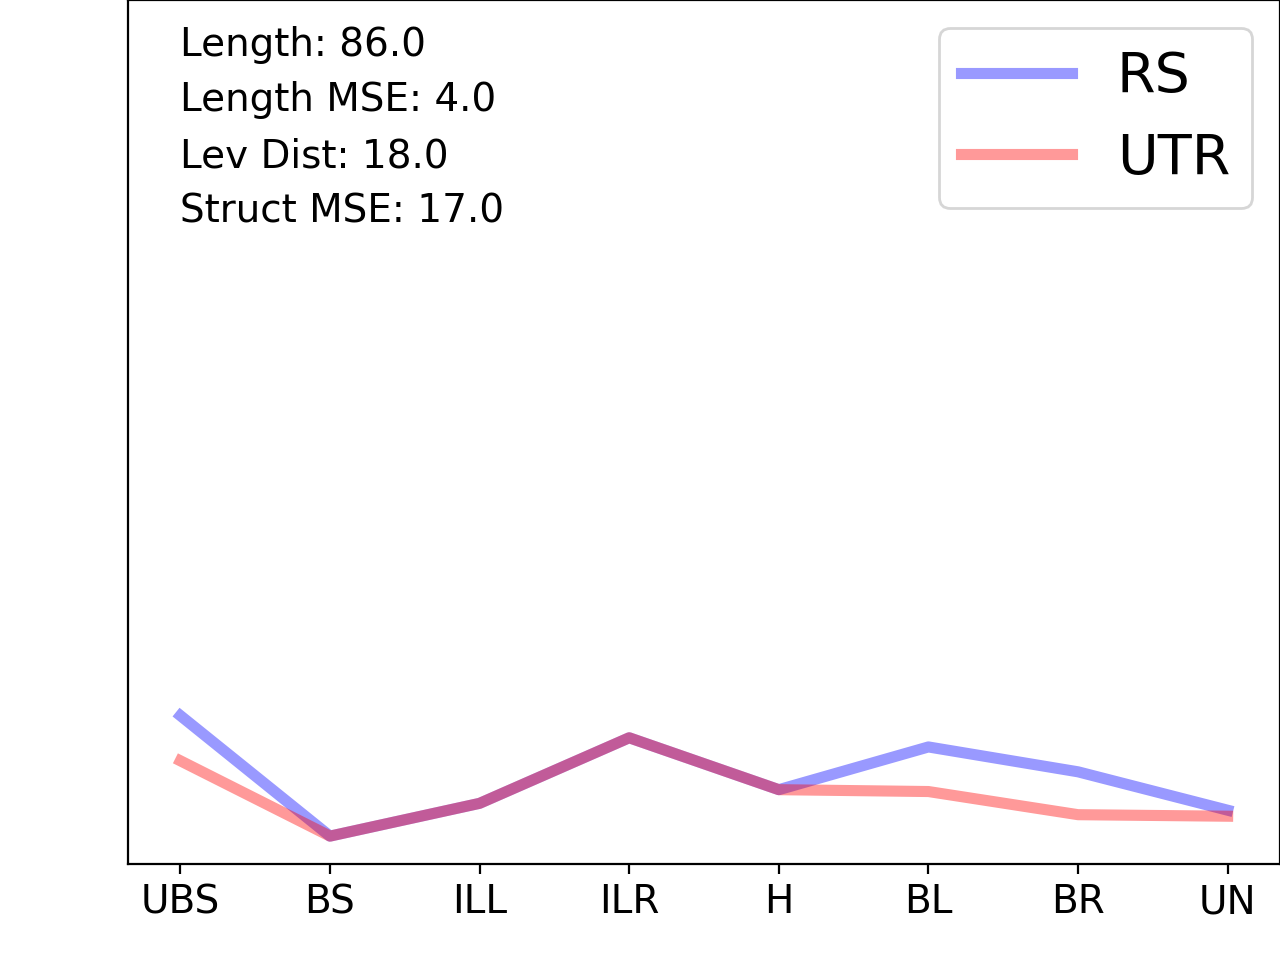 Length: 86.0
Length MSE: 4.0
Lev Dist: 18.0
Struct MSE: 17.0
RS
UTR
UBS BS ILL ILR H BL BR UN